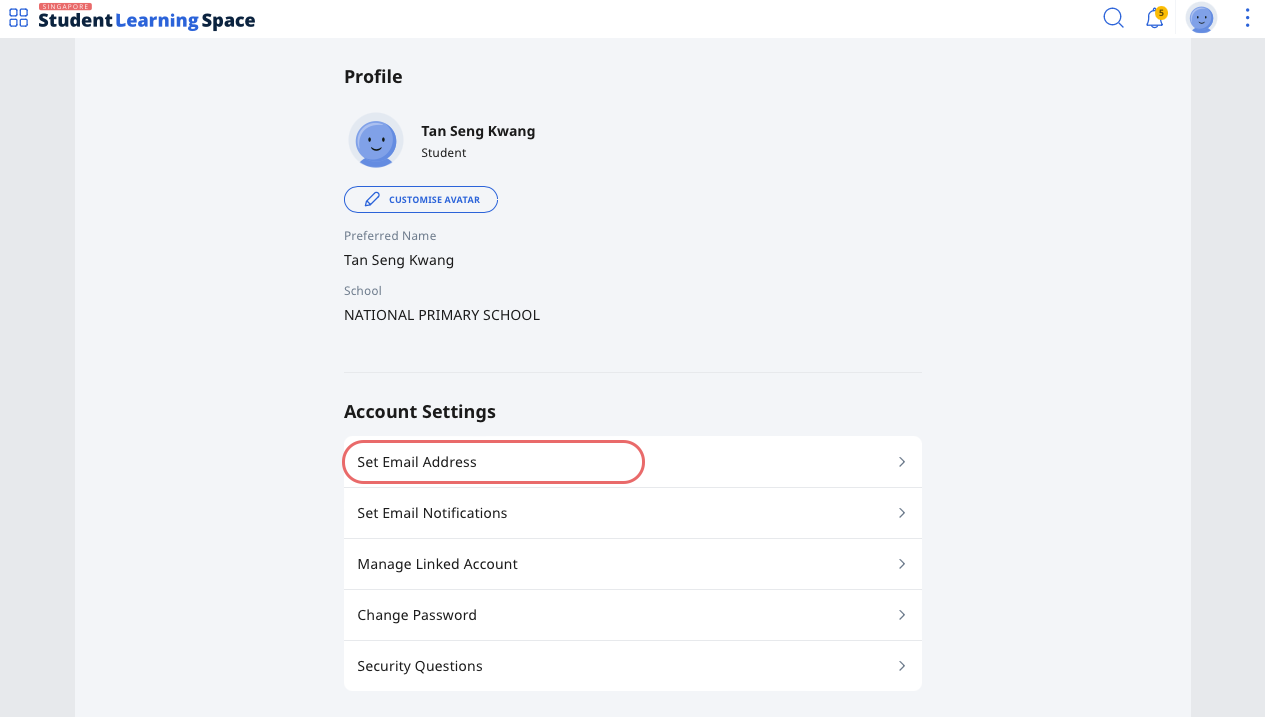 SINGAPORE
Student Learning Space
5
Profile
Tan Seng Kwang
Student
CUSTOMISE AVATAR
Preferred Name
Tan Seng Kwang
School
NATIONAL PRIMARY SCHOOL
Account Settings
Set Email Address
Set Email Notifications
Manage Linked Account
Change Password
Security Questions